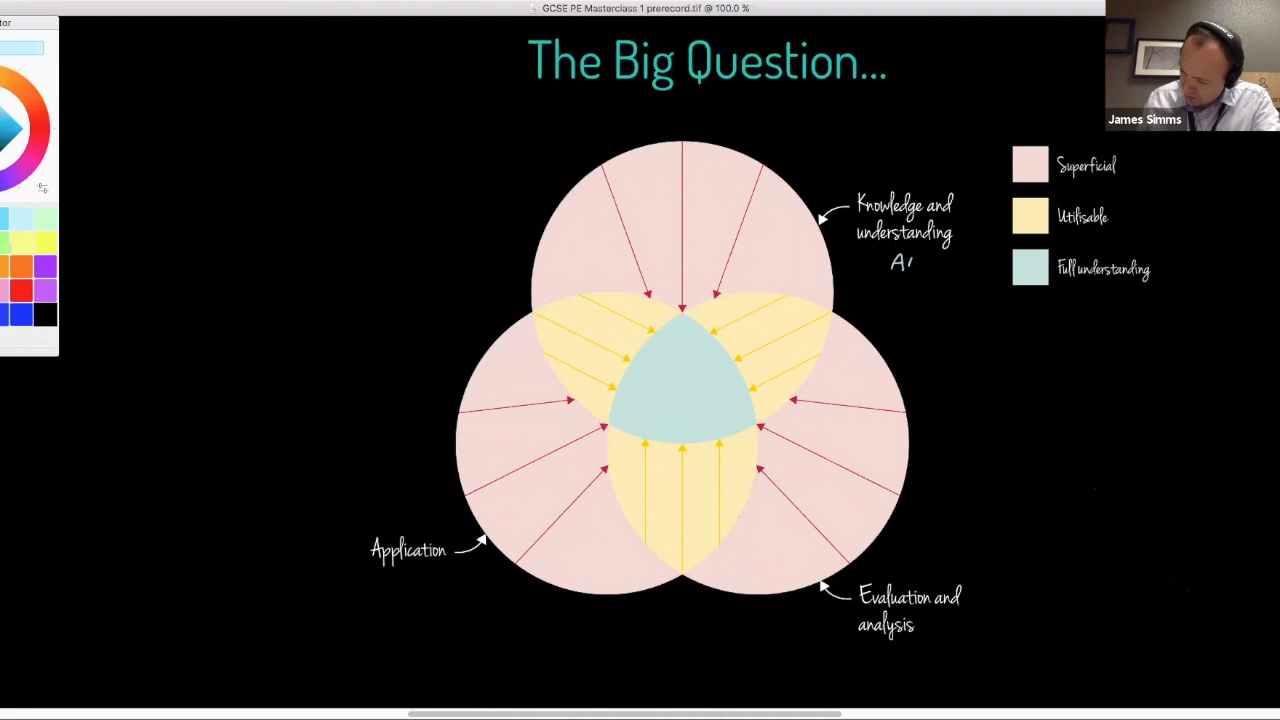 tor
GCSE PE Masterclass 1 prerecord.tif @ 100.0 %
The Big Question...
James Simms
Superficial
Utilisable
Full understanding
Knowledge and
understanding
Application
Evaluation and
analysis